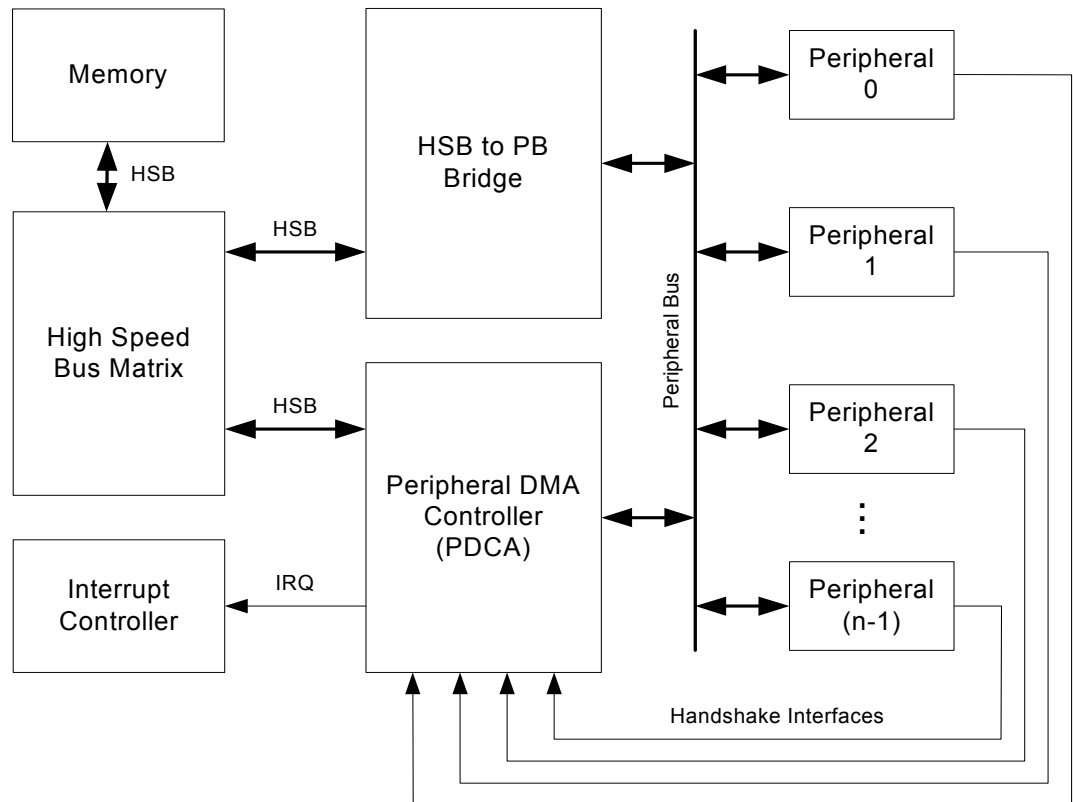 Memory
HSB
High Speed
Bus Matrix
HSB
HSB
Interrupt
Controller
IRQ
HSB to PB
Bridge
Peripheral DMA
Controller
(PDCA)
Peripheral Bus
Peripheral
0
Peripheral
1
Peripheral
2
⋮
Peripheral
(n-1)
Handshake Interfaces